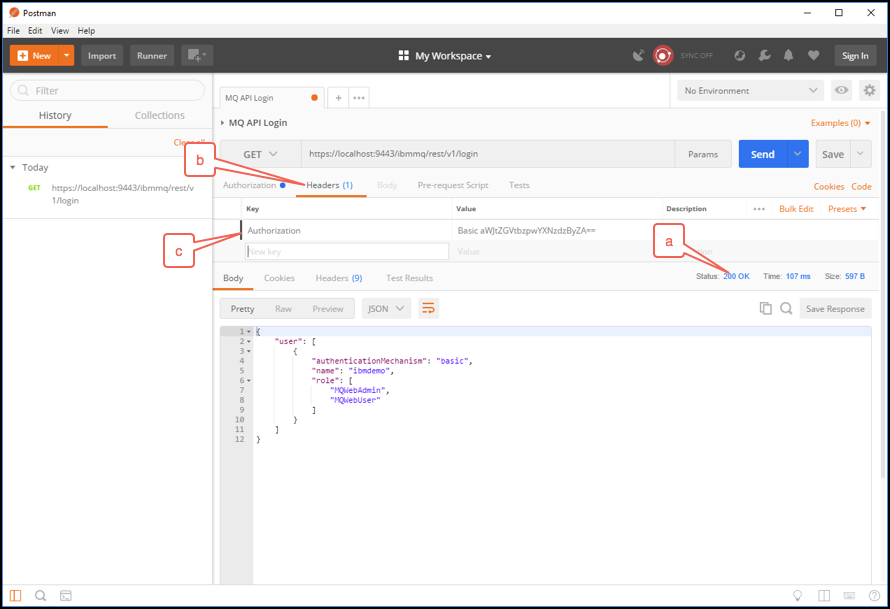 Postman
File Edit View Help
New Import Runner My Workspace SYNC OFF Sign In
Filter
History Collections
Today
GET https://localhost:9443/ibmmq/rest/v
1/login
MQ API Login + ••• No Environment
MQ API Login Examples (0)
GET https://localhost:9443/ibmmq/rest/v1/login Params Send Save
Authorization Headers (1) Body Pre-request Script Tests Cookies Code
Key Value Description ••• Bulk Edit Presets
Authorization Basic aWJtZGVtbzpwYXNzdzByZA==
New key Value
b
c
a
Body Cookies Headers (9) Test Results Status: 200 OK Time: 107 ms Size: 597 B
Pretty Raw Preview JSON Save Response
1 {
2 "user": [
3 {
4 "authenticationMechanism": "basic",
5 "name": "ibmdemo",
6 "role": [
7 "MQWebAdmin",
8 "MQWebUser"
9 ]
10 }
11 ]
12 }